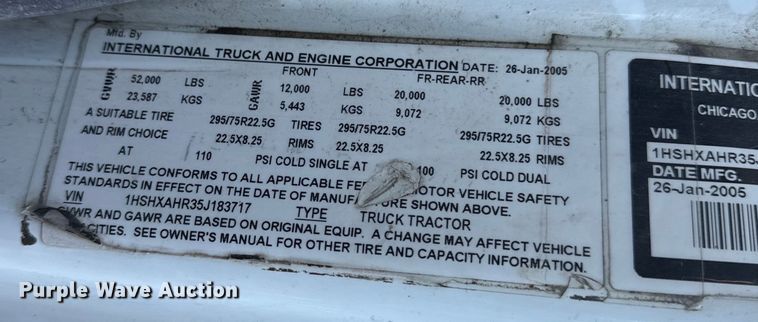 Mfd. By
INTERNATIONAL TRUCK AND ENGINE CORPORATION DATE: 26-Jan-2005
GVWR 52,000 LBS GAWR FRONT 12,000 LBS FR-REAR-RR 20,000 20,000 LBS
23,587 KGS 5,443 KGS 9,072 9,072 KGS
A SUITABLE TIRE 295/75R22.5G TIRES 295/75R22.5G 295/75R22.5G TIRES
AND RIM CHOICE 22.5X8.25 RIMS 22.5X8.25 22.5X8.25 RIMS
AT 110 PSI COLD SINGLE AT 100 PSI COLD DUAL
THIS VEHICLE CONFORMS TO ALL APPLICABLE FE MOTOR VEHICLE SAFETY
STANDARDS IN EFFECT ON THE DATE OF MANUFACTURE SHOWN ABOVE.
VIN 1HSHXAHR35J183717 TYPE TRUCK TRACTOR
GVWR AND GAWR ARE BASED ON ORIGINAL EQUIP. A CHANGE MAY AFFECT VEHICLE
CITIES. SEE OWNER'S MANUAL FOR OTHER TIRE AND CAPACITY INFORMATION.
INTERNATIO
CHICAGO,
VIN
1HSHXAHR35J
DATE MFG.
26-Jan-2005
Purple Wave Auction